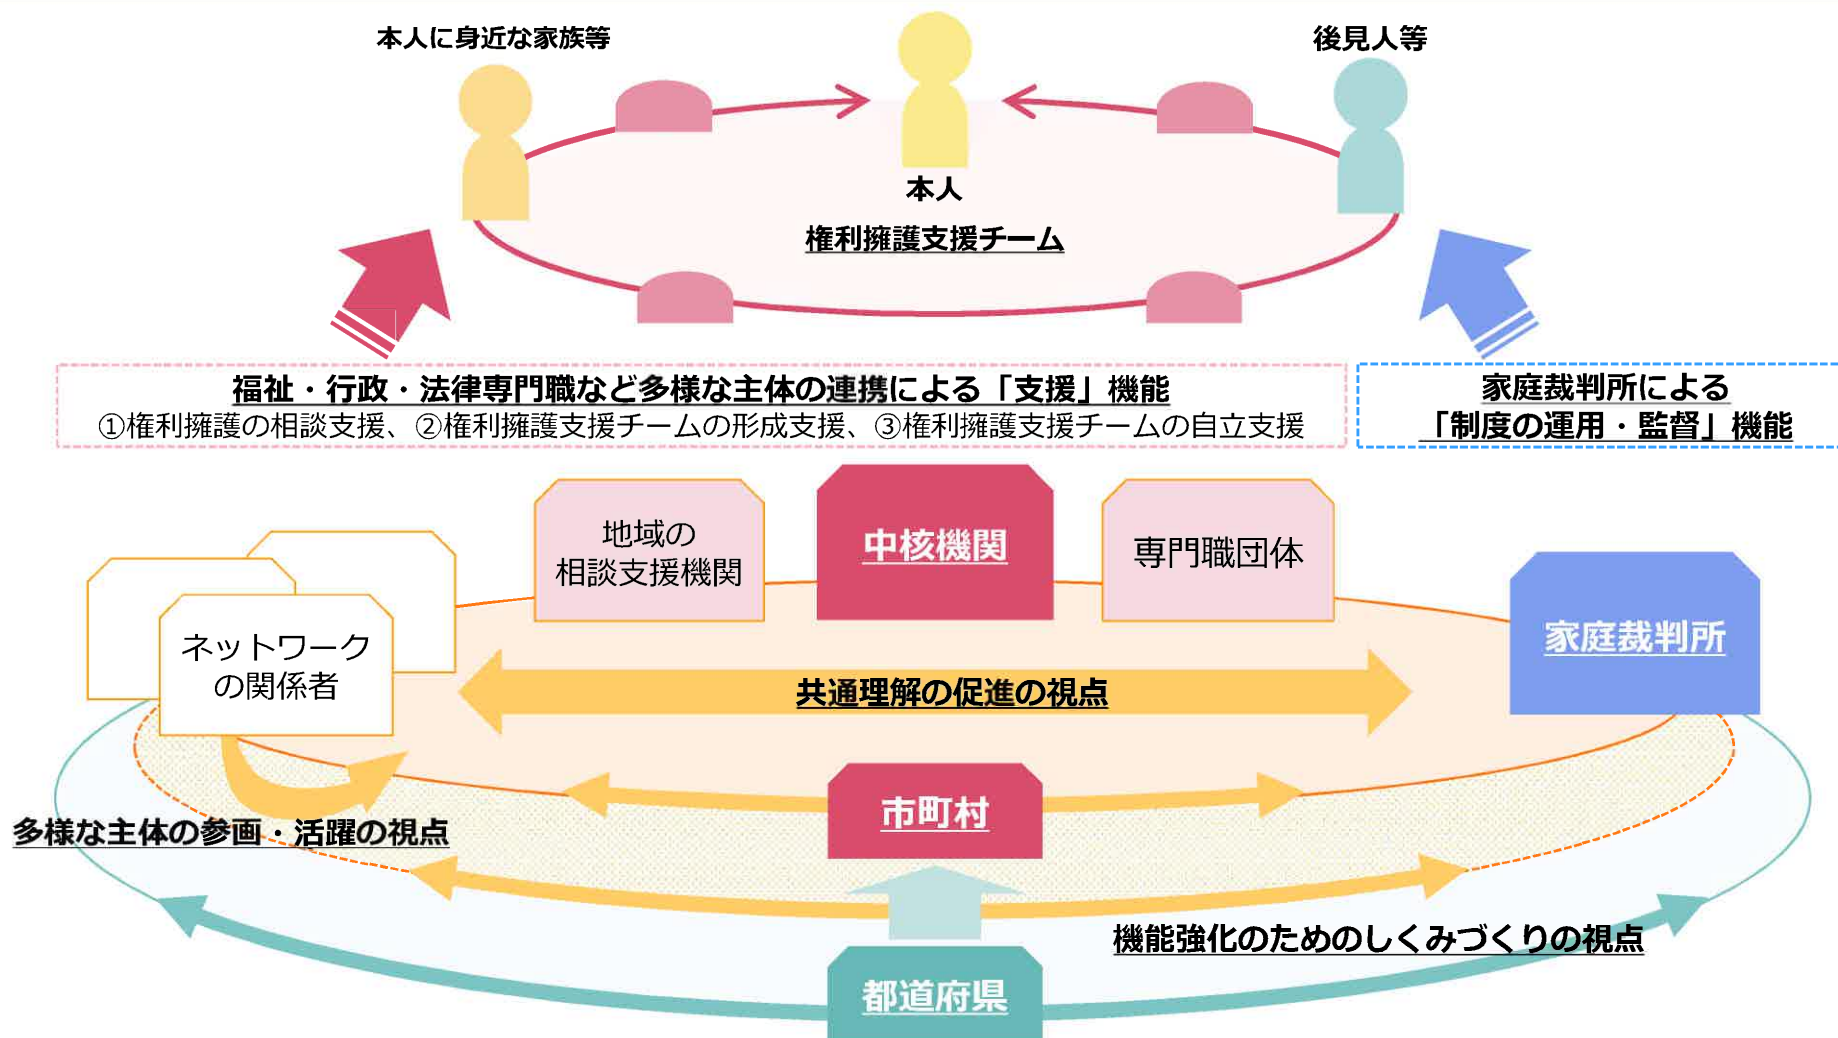 本人に身近な家族等
後見人等
本人
権利擁護支援チーム
福祉・行政・法律専門職など多様な主体の連携による「支援」機能
①権利擁護の相談支援、②権利擁護支援チームの形成支援、③権利擁護支援チームの自立支援
家庭裁判所による
「制度の運用・監督」機能
地域の
相談支援機関
中核機関
専門職団体
ネットワーク
の関係者
家庭裁判所
共通理解の促進の視点
市町村
多様な主体の参画・活躍の視点
機能強化のためのしくみづくりの視点
都道府県